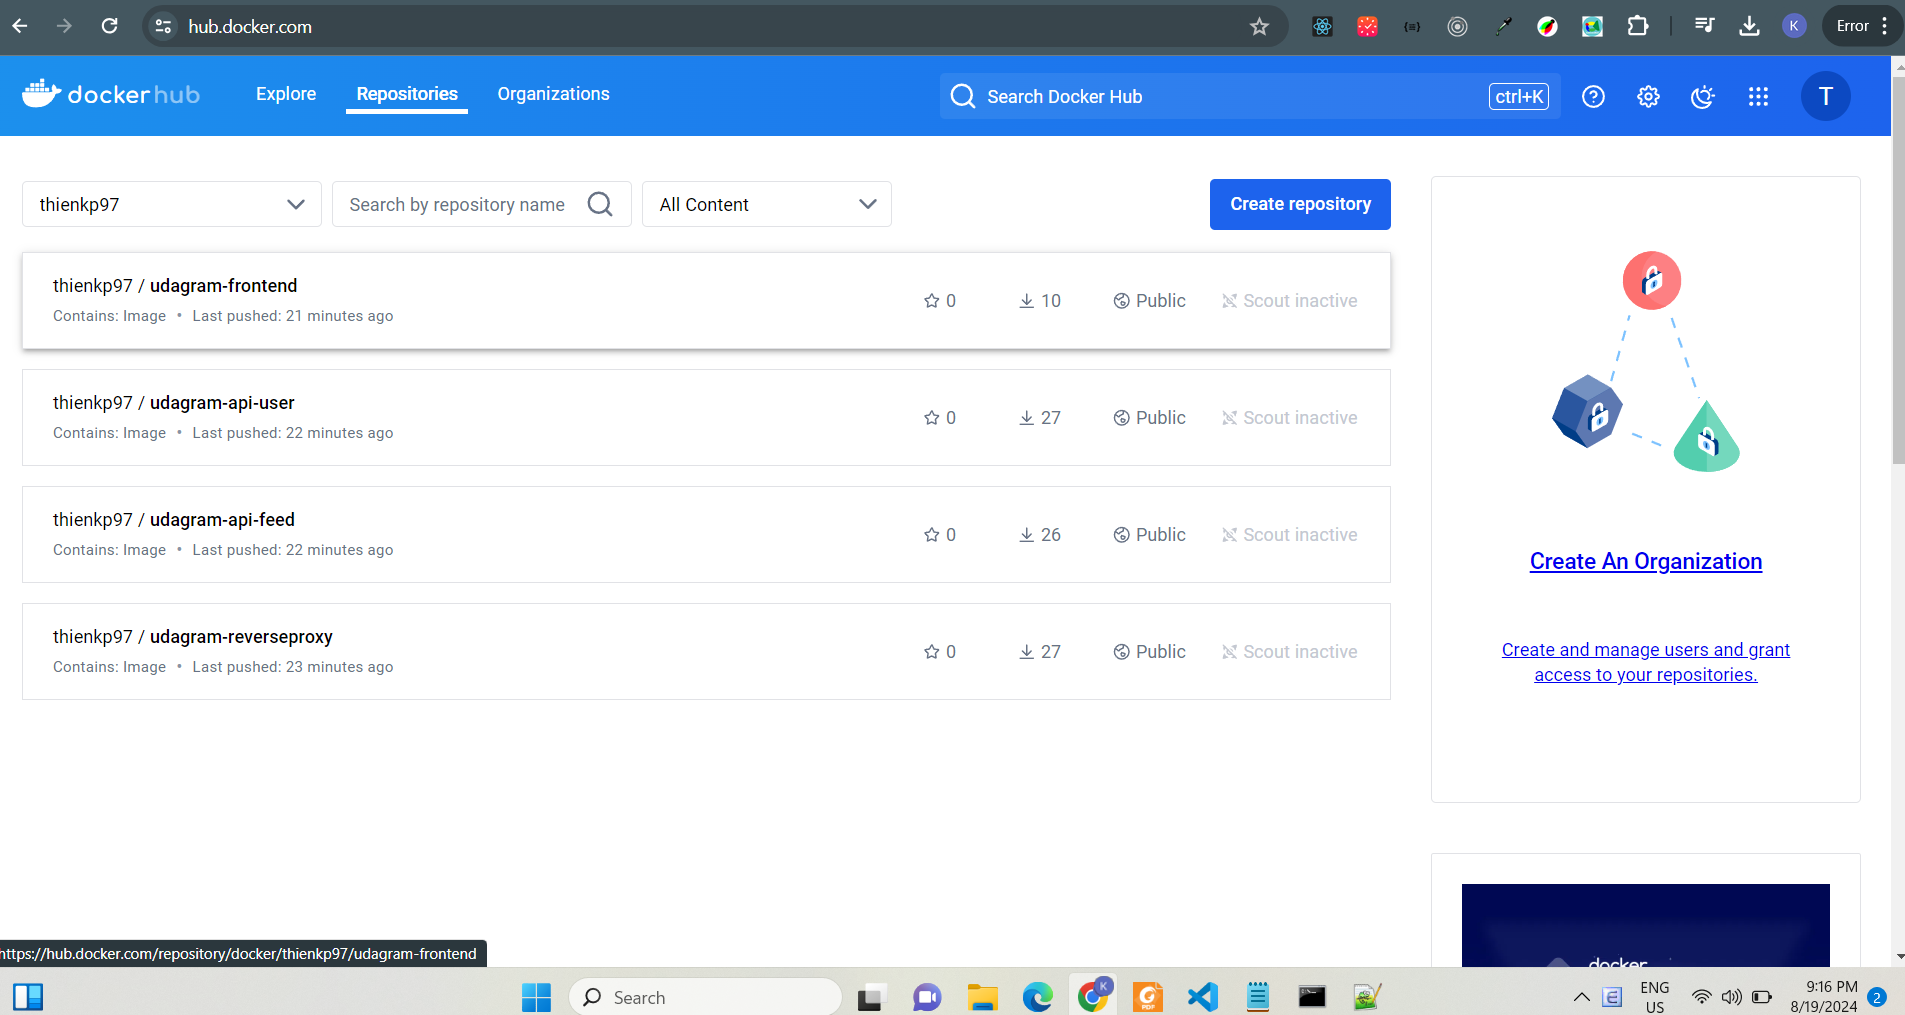 hub.docker.com
K
Error
dockerhub
Explore
Repositories
Organizations
Search Docker Hub
ctrl+K
T
thienkp97
Search by repository name
All Content
Create repository
thienkp97 / udagram-frontend
Contains: Image • Last pushed: 21 minutes ago
0
10
Public
Scout inactive
thienkp97 / udagram-api-user
Contains: Image • Last pushed: 22 minutes ago
0
27
Public
Scout inactive
thienkp97 / udagram-api-feed
Contains: Image • Last pushed: 22 minutes ago
0
26
Public
Scout inactive
thienkp97 / udagram-reverseproxy
Contains: Image • Last pushed: 23 minutes ago
0
27
Public
Scout inactive
Create An Organization
Create and manage users and grant
access to your repositories.
docker
https://hub.docker.com/repository/docker/thienkp97/udagram-frontend
Search
K
PDF
E
ENG
US
9:16 PM
8/19/2024
2